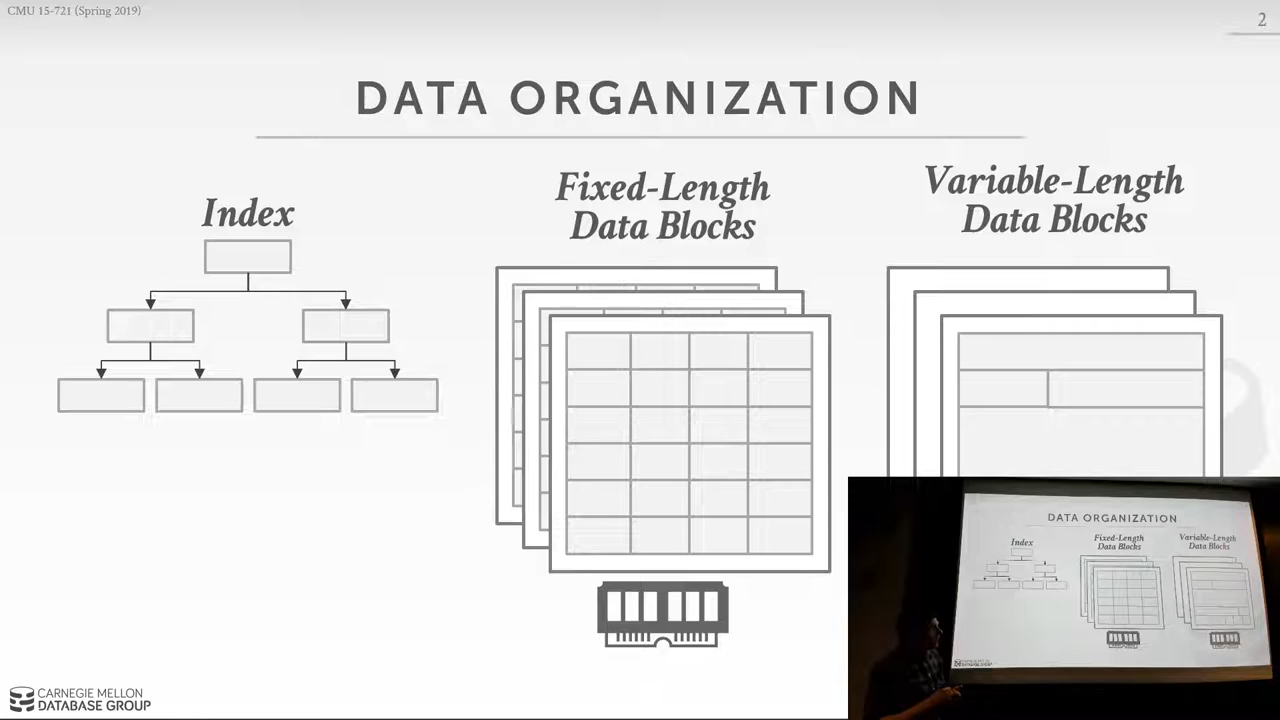 CMU 15-721 (Spring 2019)
2
DATA ORGANIZATION
Index
Fixed-Length
Data Blocks
Variable-Length
Data Blocks
CARNEGIE MELLON
DATABASE GROUP
DATA ORGANIZATION
Index
Fixed-Length
Data Blocks
Variable-Length
Data Blocks